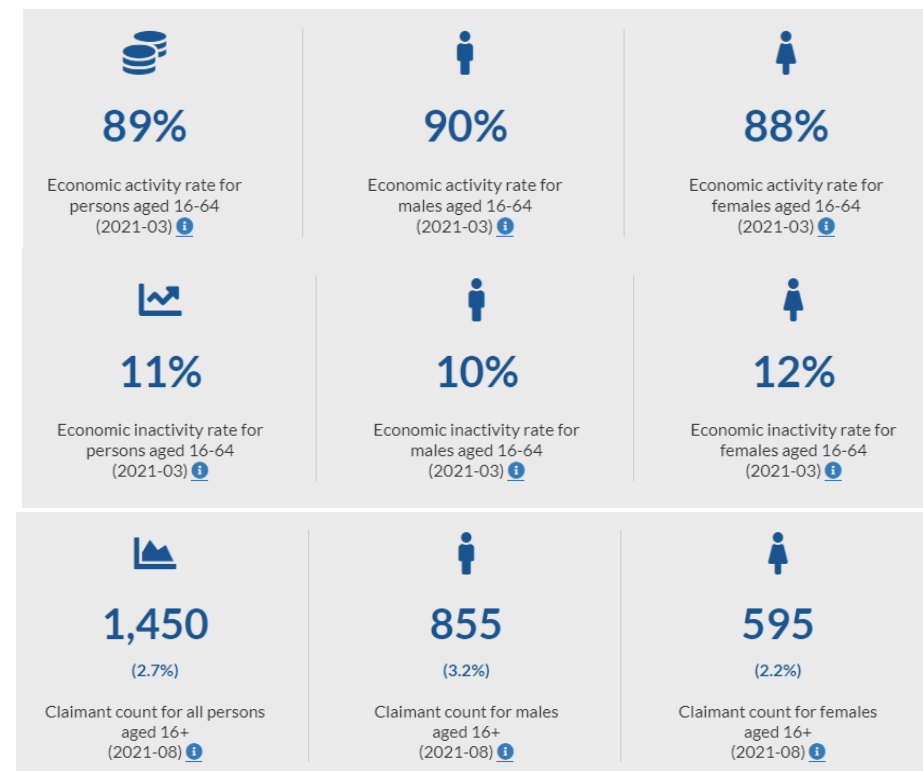 89%
Economic activity rate for
persons aged 16-64
(2021-03) i
90%
Economic activity rate for
males aged 16-64
(2021-03) i
88%
Economic activity rate for
females aged 16-64
(2021-03) i
11%
Economic inactivity rate for
persons aged 16-64
(2021-03) i
10%
Economic inactivity rate for
males aged 16-64
(2021-03) i
12%
Economic inactivity rate for
females aged 16-64
(2021-03) i
1,450
(2.7%)
Claimant count for all persons
aged 16+
(2021-08) i
855
(3.2%)
Claimant count for males
aged 16+
(2021-08) i
595
(2.2%)
Claimant count for females
aged 16+
(2021-08) i